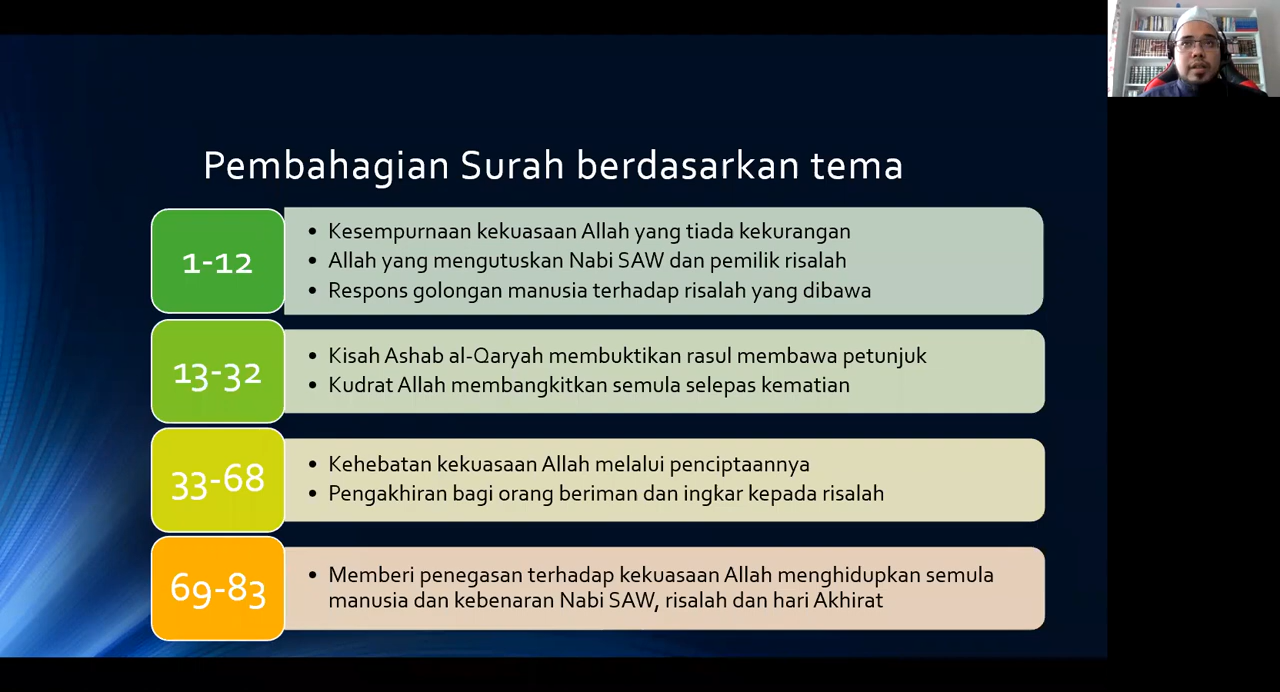 Pembahagian Surah berdasarkan tema
1-12
• Kesempurnaan kekuasaan Allah yang tiada kekurangan
• Allah yang mengutuskan Nabi SAW dan pemilik risalah
• Respons golongan manusia terhadap risalah yang dibawa
13-32
• Kisah Ashab al-Qaryah membuktikan rasul membawa petunjuk
• Kudrat Allah membangkitkan semula selepas kematian
33-68
• Kehebatan kekuasaan Allah melalui penciptaannya
• Pengakhiran bagi orang beriman dan ingkar kepada risalah
69-83
• Memberi penegasan terhadap kekuasaan Allah menghidupkan semula
manusia dan kebenaran Nabi SAW, risalah dan hari Akhirat